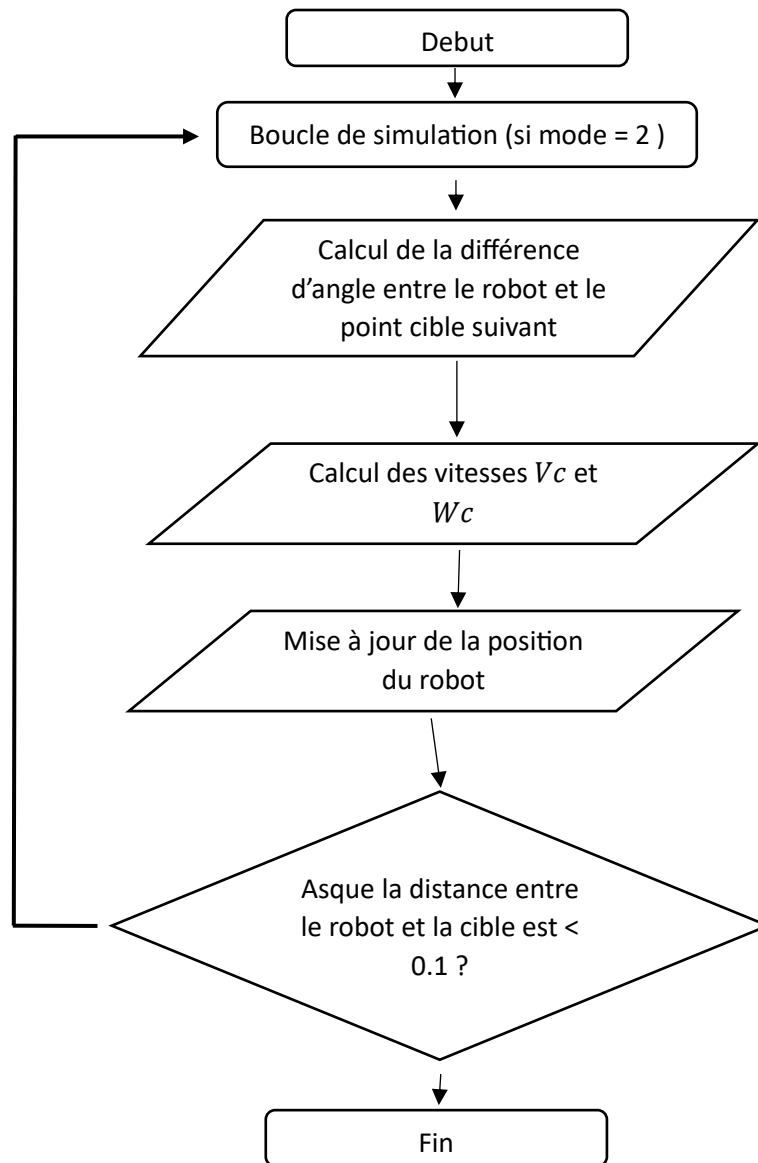 Debut
Boucle de simulation (si mode = 2 )
Calcul de la différence
d’angle entre le robot et le
point cible suivant
Calcul des vitesses Vc et
Wc
Mise à jour de la position
du robot
Asque la distance entre
le robot et la cible est <
0.1 ?
Fin